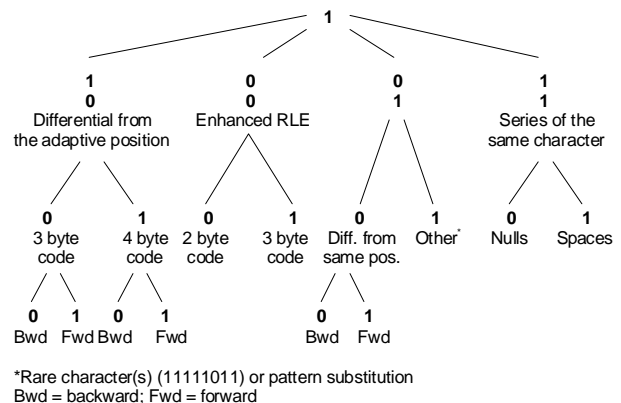 1
1 0 0 1
0 0 1 1
Differential from Enhanced RLE Series of the
the adaptive position same character
0 1 0 1 0 1 0 1
3 byte 4 byte 2 byte 3 byte Diff. from Other* Nulls Spaces
code code code code same pos.
0 1 0 1 0 1
Bwd Fwd Bwd Fwd Bwd Fwd
*Rare character(s) (11111011) or pattern substitution
Bwd = backward; Fwd = forward